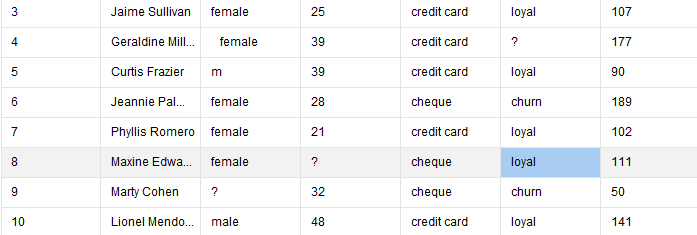 3 Jaime Sullivan female 25 credit card loyal 107
4 Geraldine Mill... female 39 credit card ? 177
5 Curtis Frazier m 39 credit card loyal 90
6 Jeannie Pal... female 28 cheque churn 189
7 Phyllis Romero female 21 credit card loyal 102
8 Maxine Edwa... female ? cheque loyal 111
9 Marty Cohen ? 32 cheque churn 50
10 Lionel Mendo... male 48 credit card loyal 141